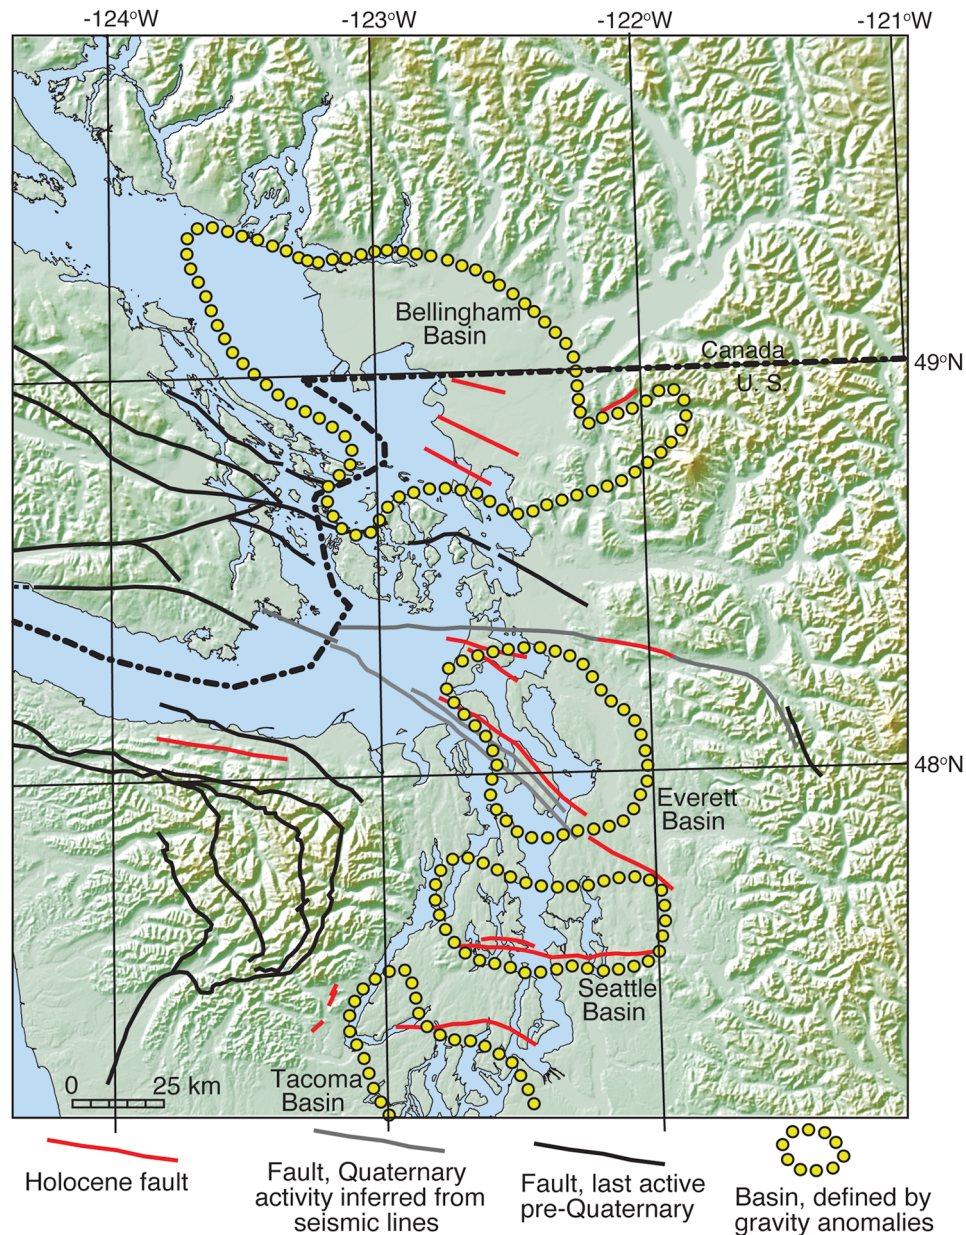 -124°W -123°W -122°W -121°W
Bellingham
Basin
Canada
U. S.
49°N
48°N
Everett
Basin
Seattle
Basin
Tacoma
Basin
0 25 km
Holocene fault
Fault, Quaternary
activity inferred from
seismic lines
Fault, last active
pre-Quaternary
Basin, defined by
gravity anomalies